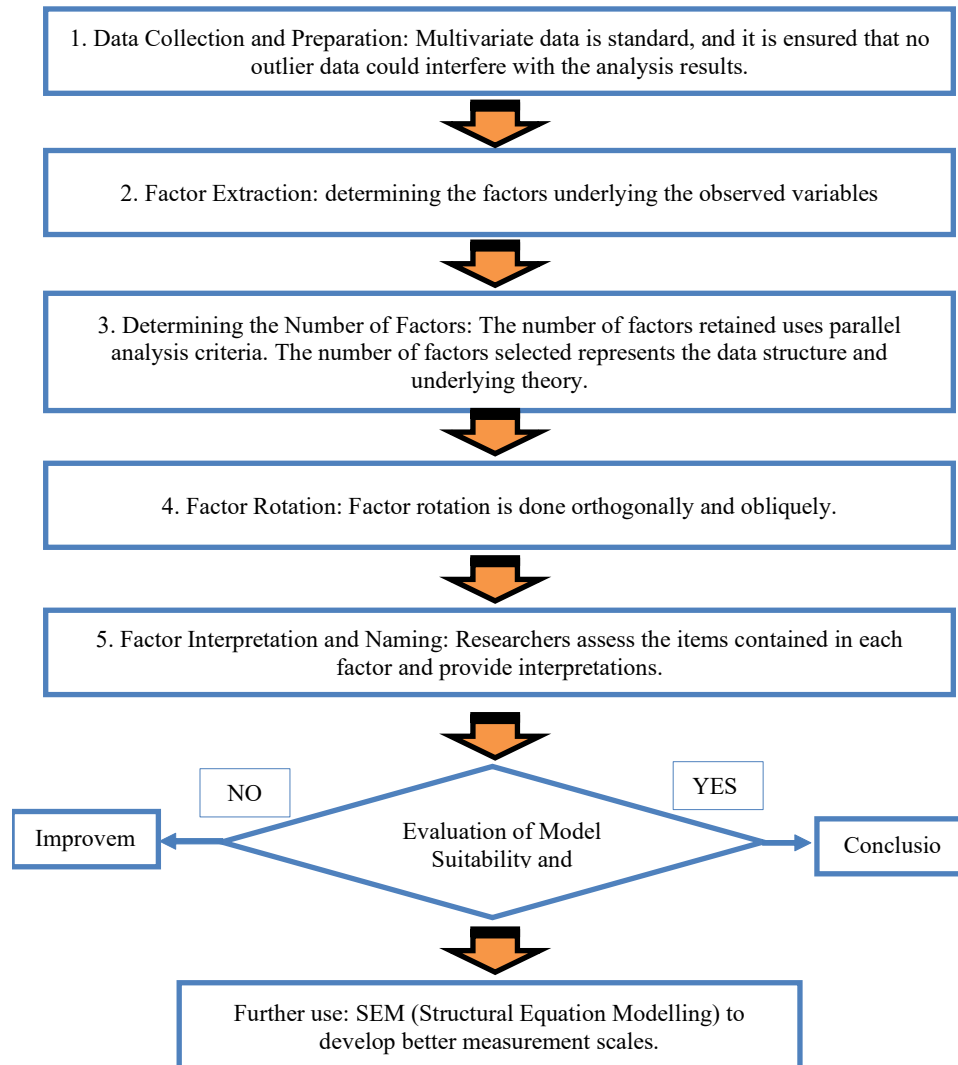 1. Data Collection and Preparation: Multivariate data is standard, and it is ensured that no
outlier data could interfere with the analysis results.
2. Factor Extraction: determining the factors underlying the observed variables
3. Determining the Number of Factors: The number of factors retained uses parallel
analysis criteria. The number of factors selected represents the data structure and
underlying theory.
4. Factor Rotation: Factor rotation is done orthogonally and obliquely.
5. Factor Interpretation and Naming: Researchers assess the items contained in each
factor and provide interpretations.
NO
YES
Improvem
Evaluation of Model
Suitability and
Conclusio
Further use: SEM (Structural Equation Modelling) to
develop better measurement scales.